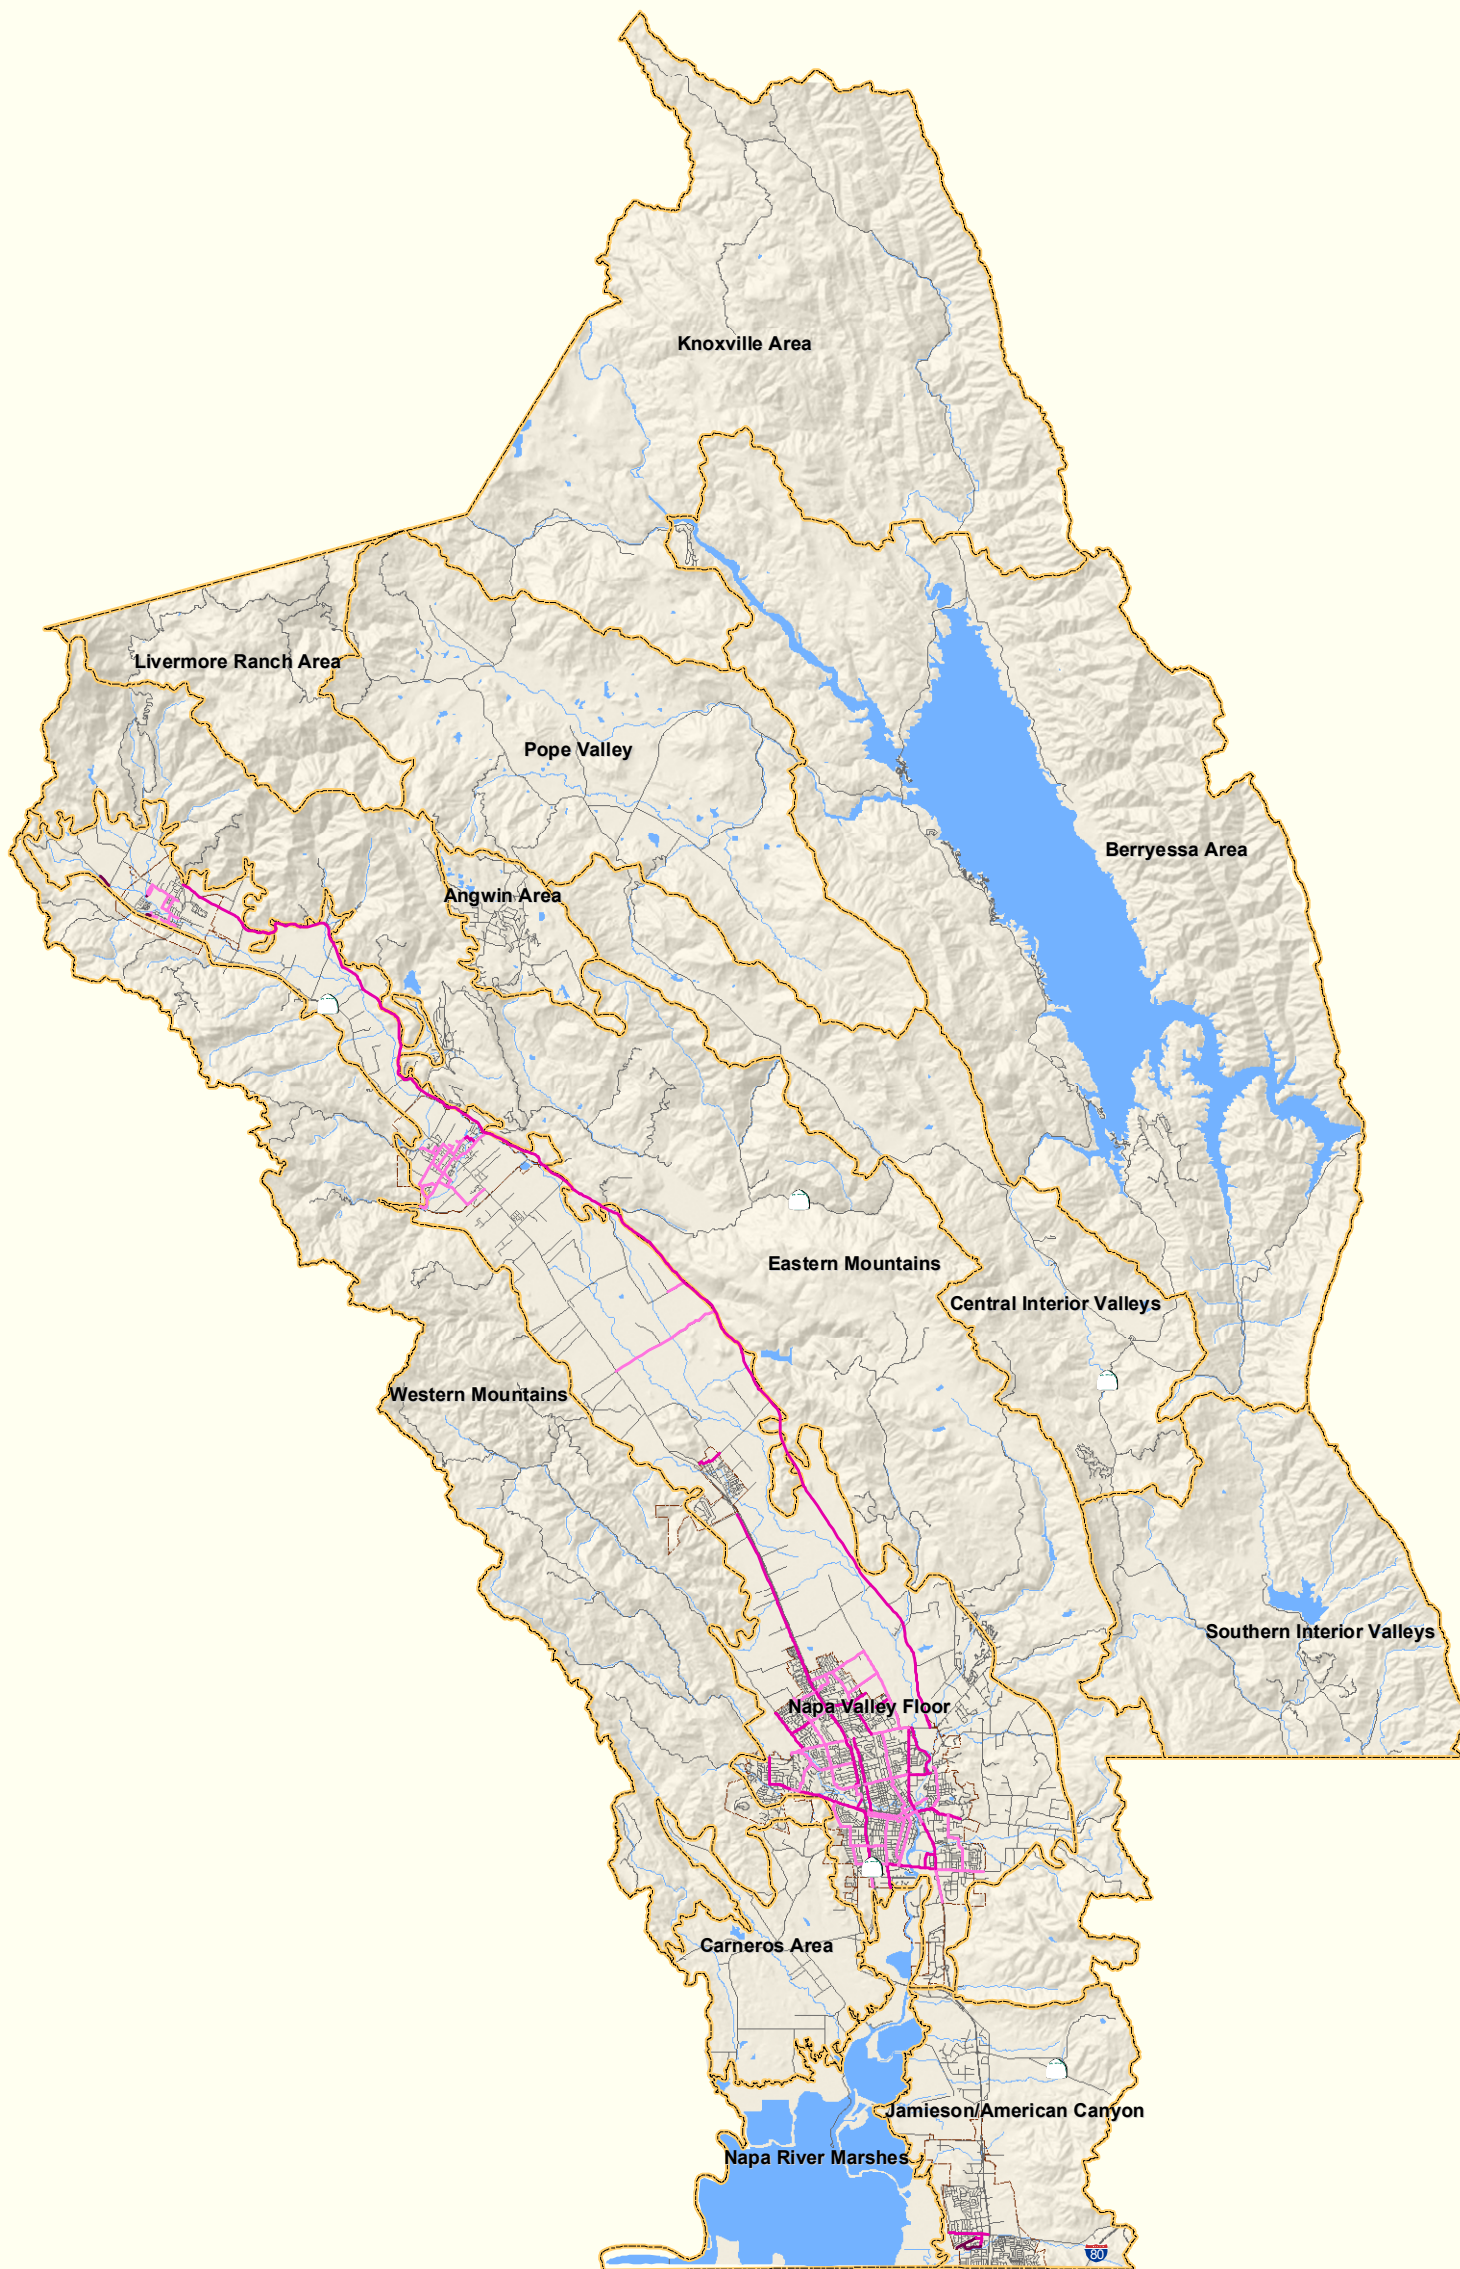 Knoxville Area
Livermore Ranch Area
Pope Valley
Berryessa Area
Angwin Area
Eastern Mountains
Central Interior Valleys
Western Mountains
Southern Interior Valleys
Napa Valley Floor
Carneros Area
Jamieson/American Canyon
Napa River Marshes
80